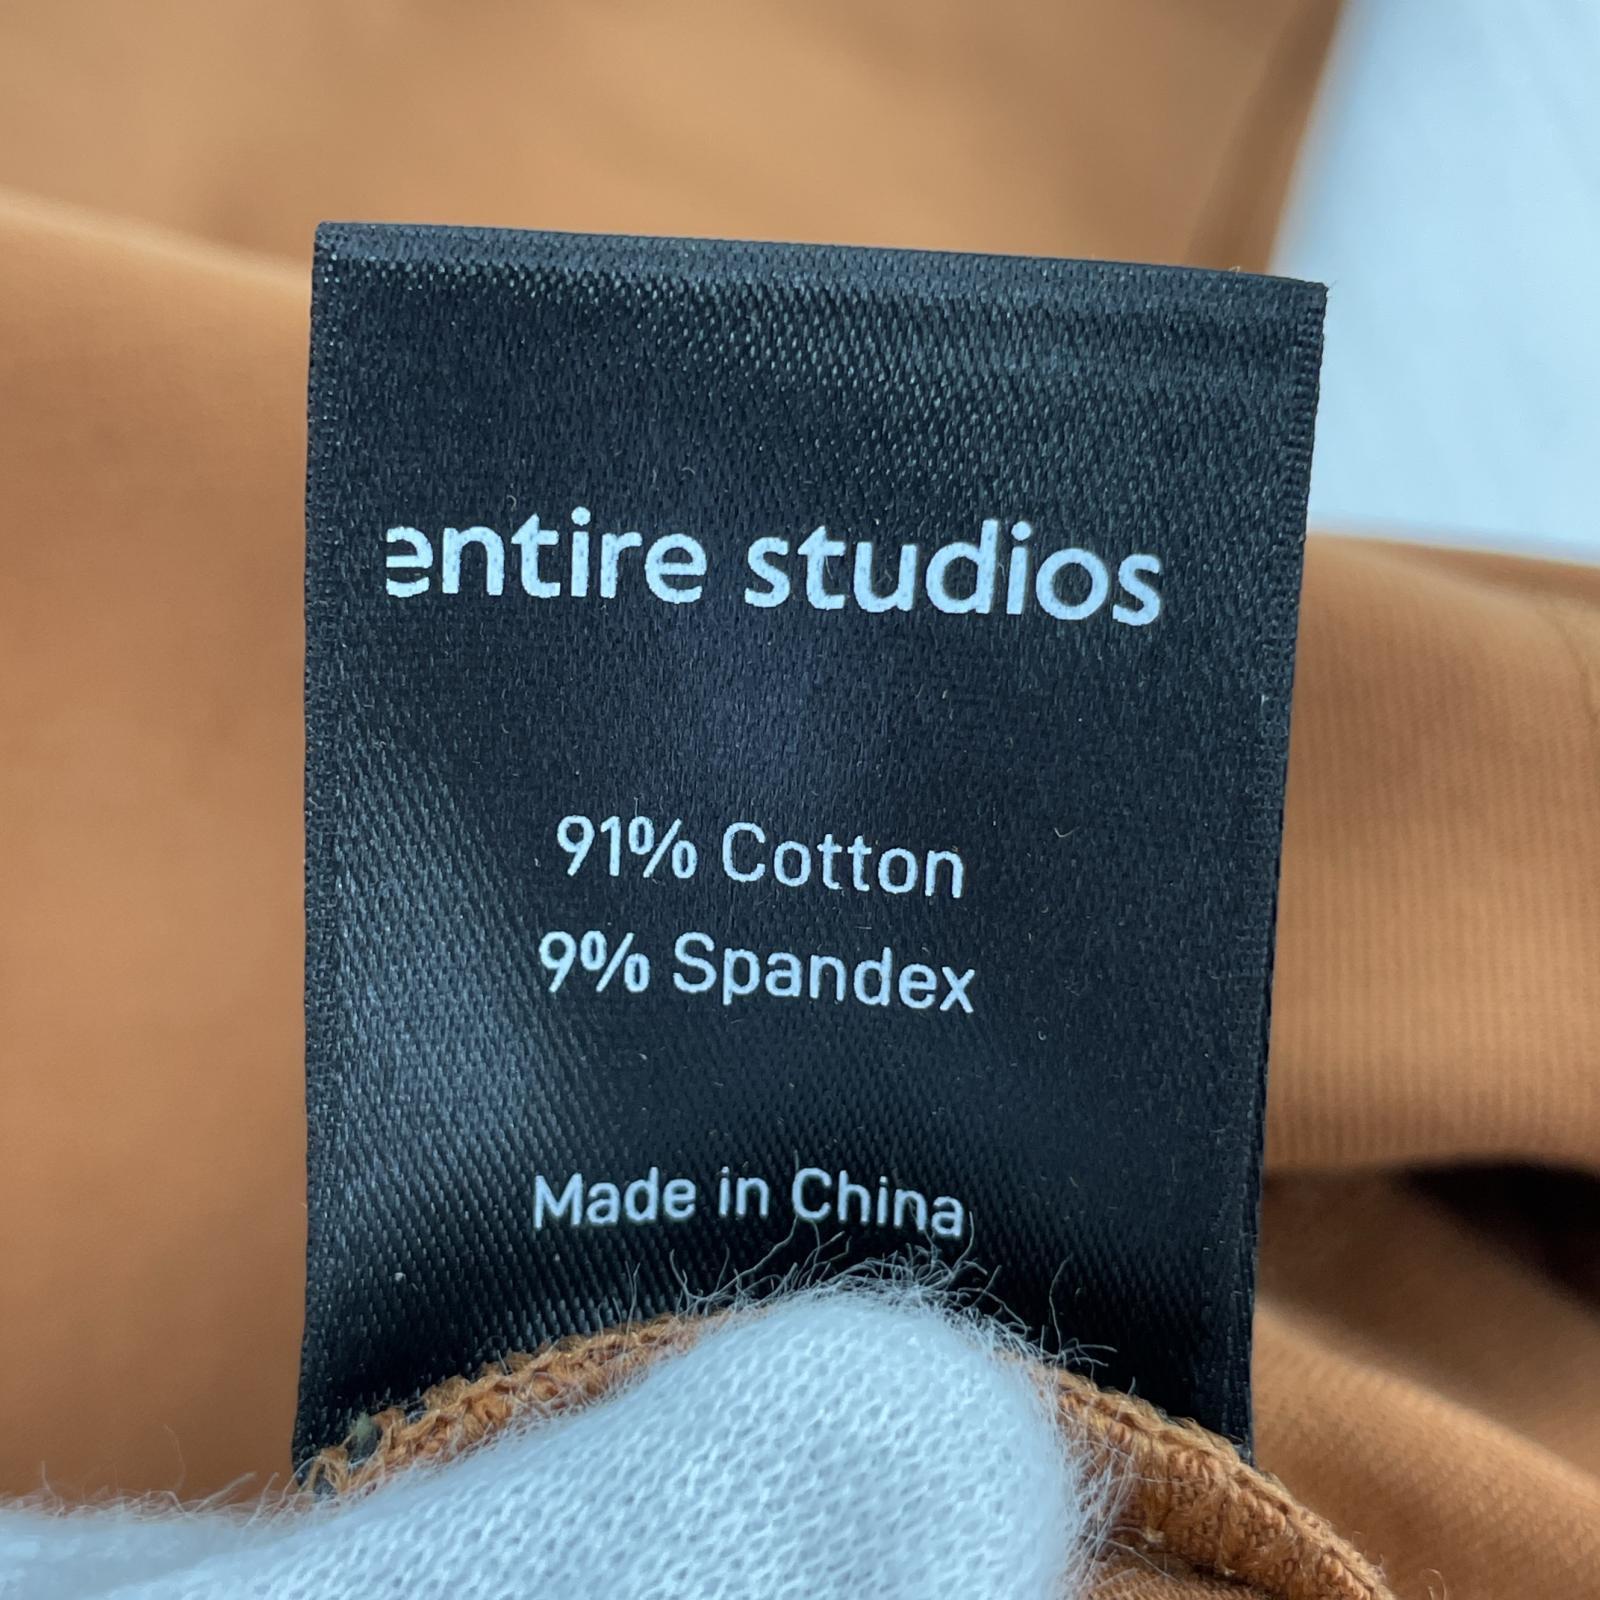 entire studios
91% Cotton
9% Spandex
Made in China